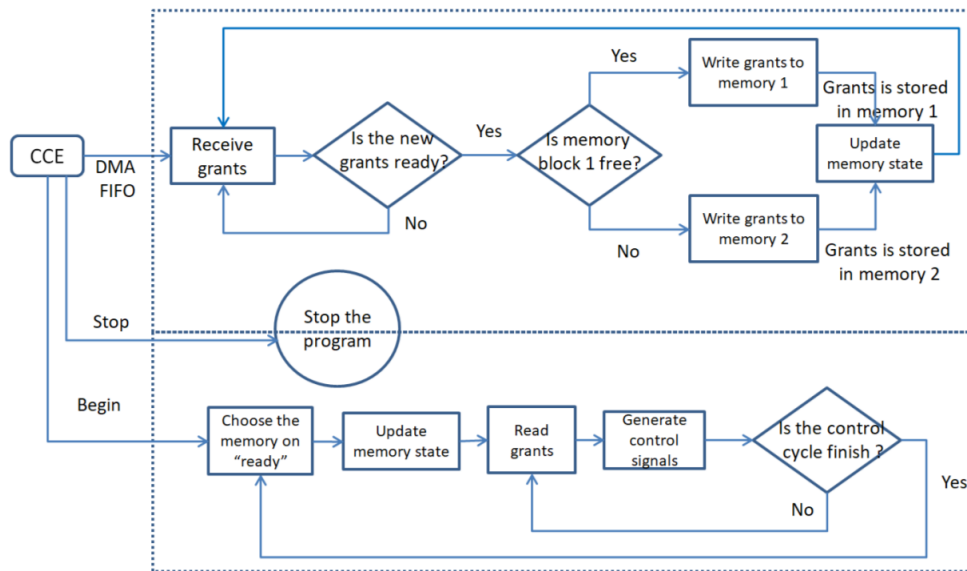 Yes
Write grants to
memory 1
Grants is stored
in memory 1
CCE
DMA
FIFO
Receive
grants
Is the new
grants ready?
Yes
Is memory
block 1 free?
Update
memory state
No
No
Write grants to
memory 2
Grants is stored
in memory 2
Stop
Stop the
program
Begin
Choose the
memory on
“ready”
Update
memory state
Read
grants
Generate
control
signals
Is the control
cycle finish ?
Yes
No